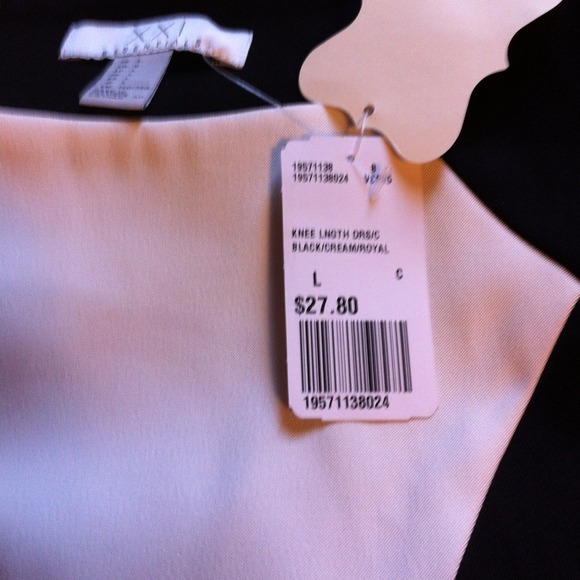 XXI
19571138
19571138024
KNEE LNGTH DRS/C
BLACK/CREAM/ROYAL
L C
$27.80
19571138024